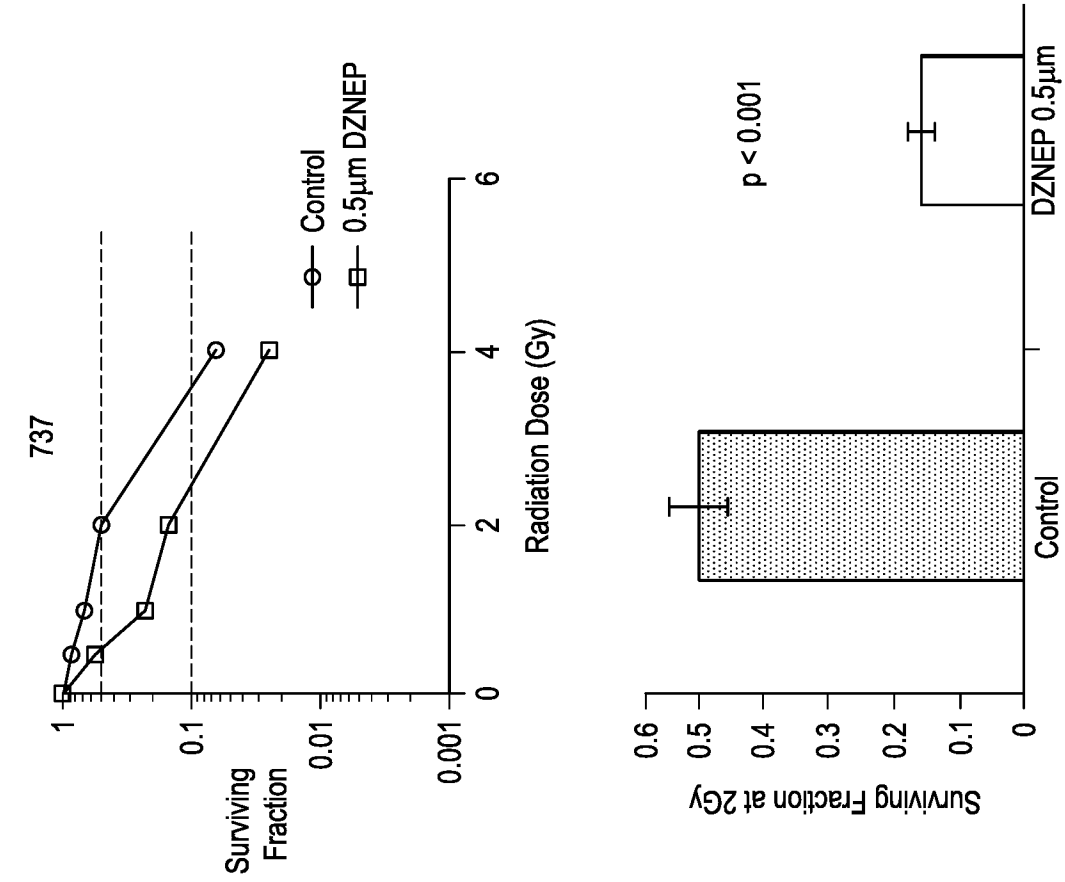 737
1
0.1
0.01
0.001
Surviving
Fraction
0
2
4
6
Radiation Dose (Gy)
Control
0.5μm DZNEP
0.6
0.5
0.4
0.3
0.2
0.1
0
Surviving Fraction at 2Gy
p < 0.001
Control
DZNEP 0.5μm